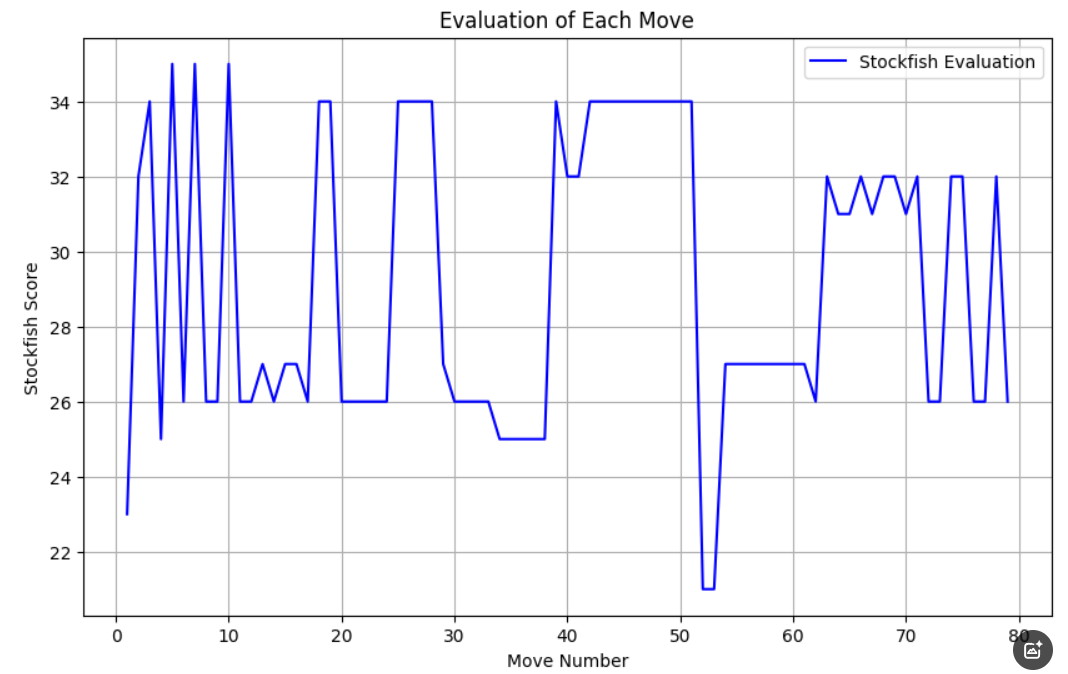 Evaluation of Each Move
Stockfish Evaluation
34
32
30
28
26
24
22
Stockfish Score
0 10 20 30 40 50 60 70 80
Move Number